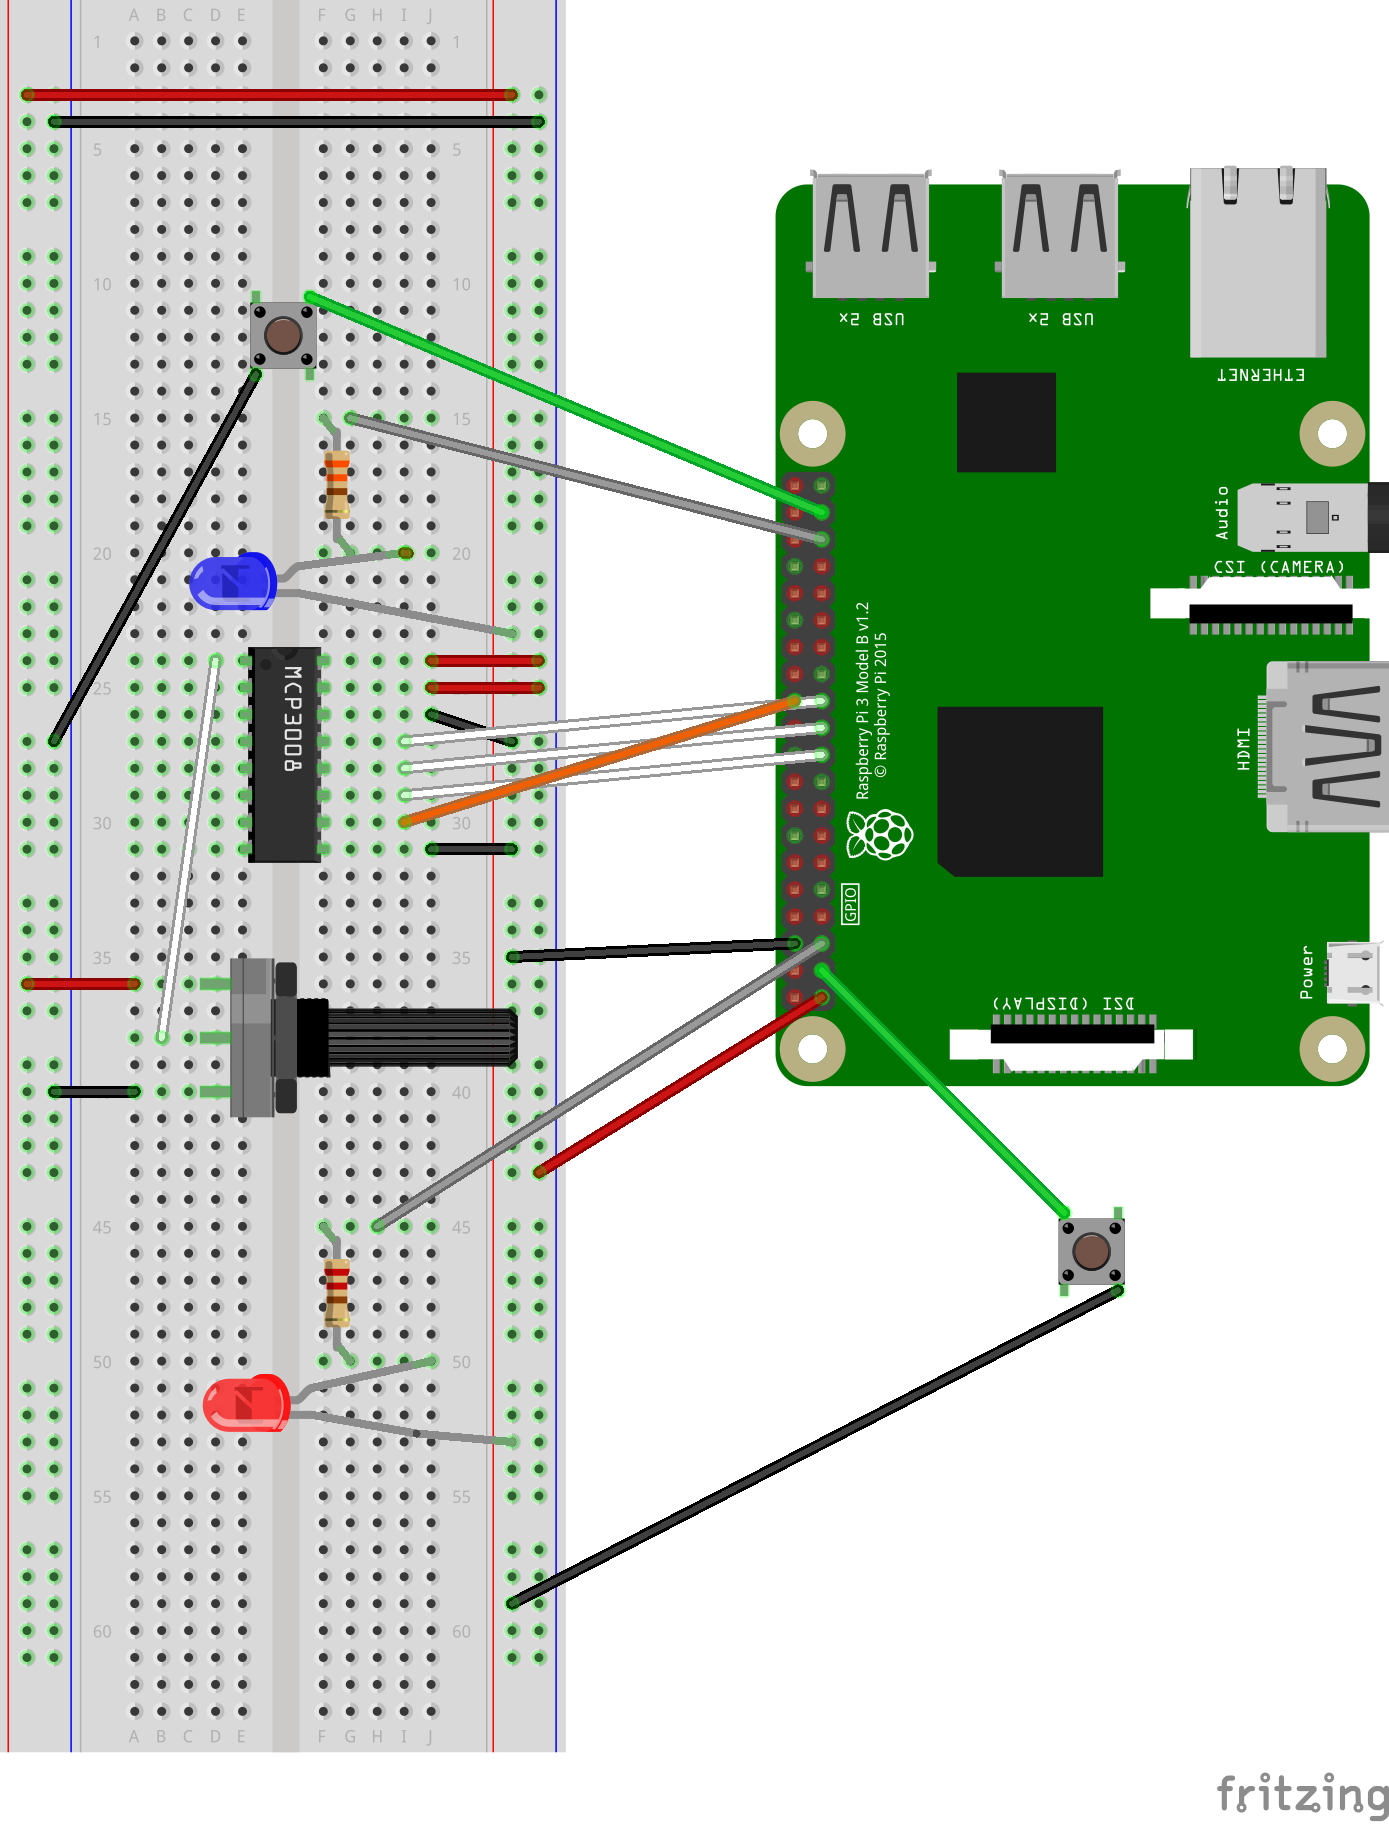 A B C D E F G H I J
1 1
5 5
10 10
15 15
20 20
25 25
30 30
35 35
40 40
45 45
50 50
55 55
60 60
A B C D E F G H I J
MCP3008
USB 2x
USB 2x
ETHERNET
Audio
CSI (CAMERA)
Raspberry Pi 3 Model B v1.2
© Raspberry Pi 2015
HDMI
GPIO
Power
DSI (DISPLAY)
fritzing